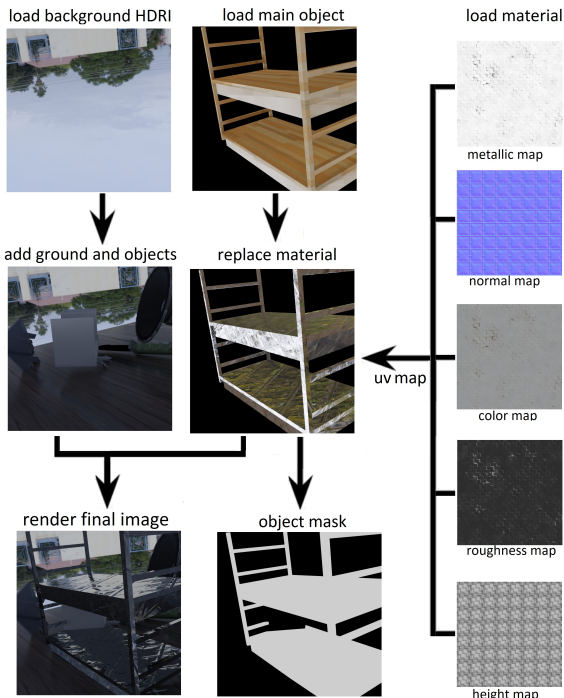 load background HDRI
load main object
load material
metallic map
normal map
add ground and objects
replace material
uv map
color map
roughness map
render final image
object mask
height map